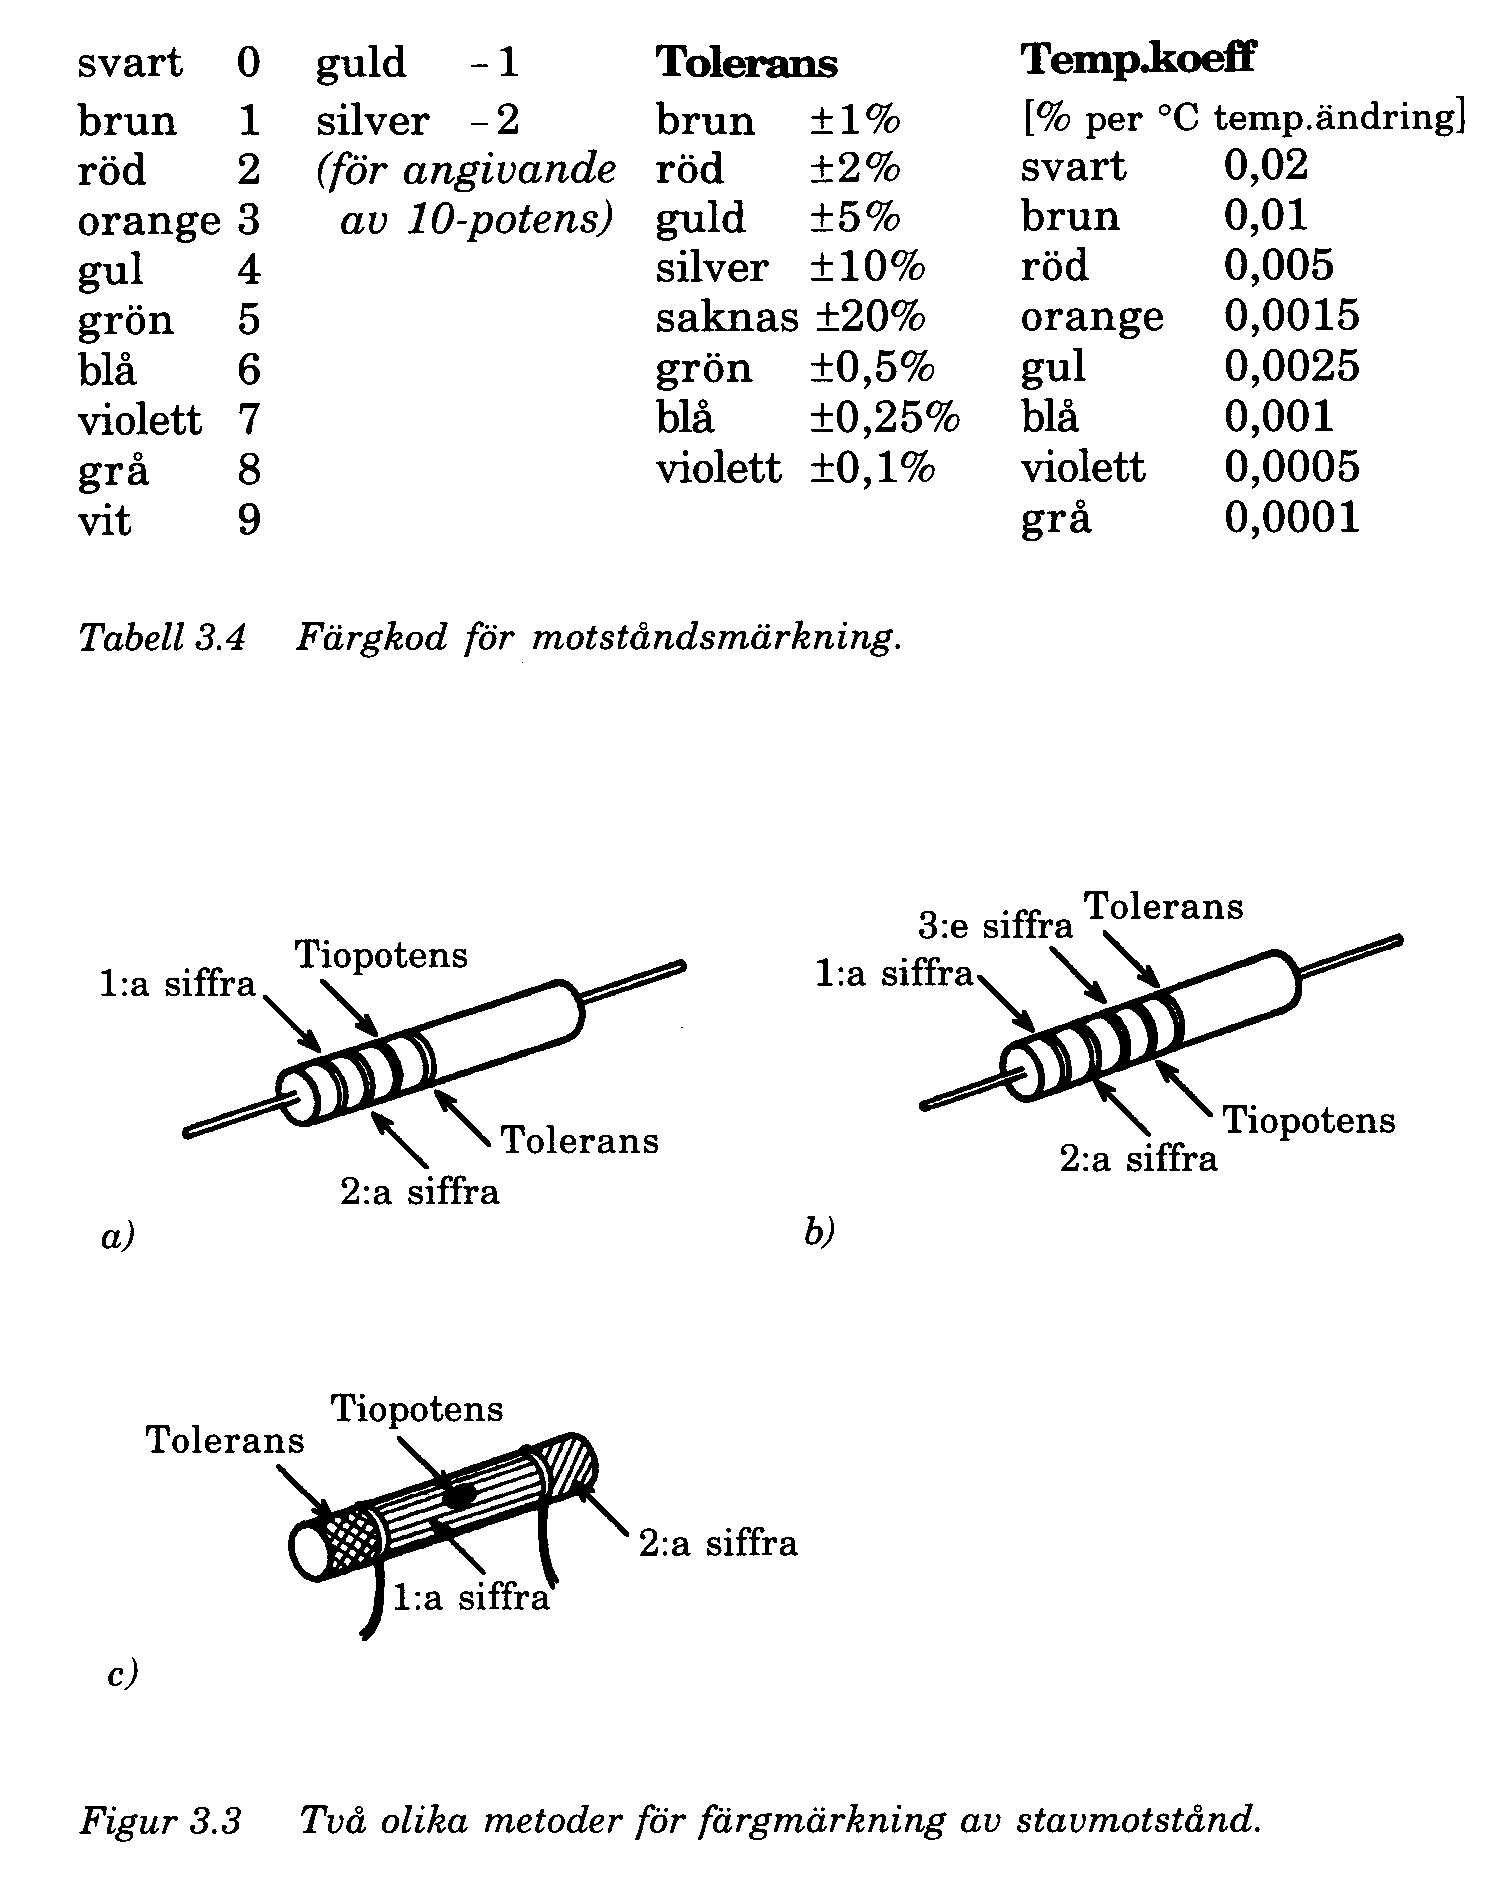 svart 0 guld -1 Tolerans Temp.koeff
brun 1 silver -2 brun ±1% [% per °C temp.ändring]
röd 2 (för angivande röd ±2% svart 0,02
orange 3 av 10-potens) guld ±5% brun 0,01
gul 4 silver ±10% röd 0,005
grön 5 saknas ±20% orange 0,0015
blå 6 grön ±0,5% gul 0,0025
violett 7 blå ±0,25% blå 0,001
grå 8 violett ±0,1% violett 0,0005
vit 9 grå 0,0001
Tabell 3.4 Färgkod för motståndsmärkning.
Tiopotens
1:a siffra
Tolerans
2:a siffra
a)
Tolerans
3:e siffra
1:a siffra
Tiopotens
2:a siffra
b)
Tiopotens
Tolerans
2:a siffra
1:a siffra
c)
Figur 3.3 Två olika metoder för färgmärkning av stavmotstånd.